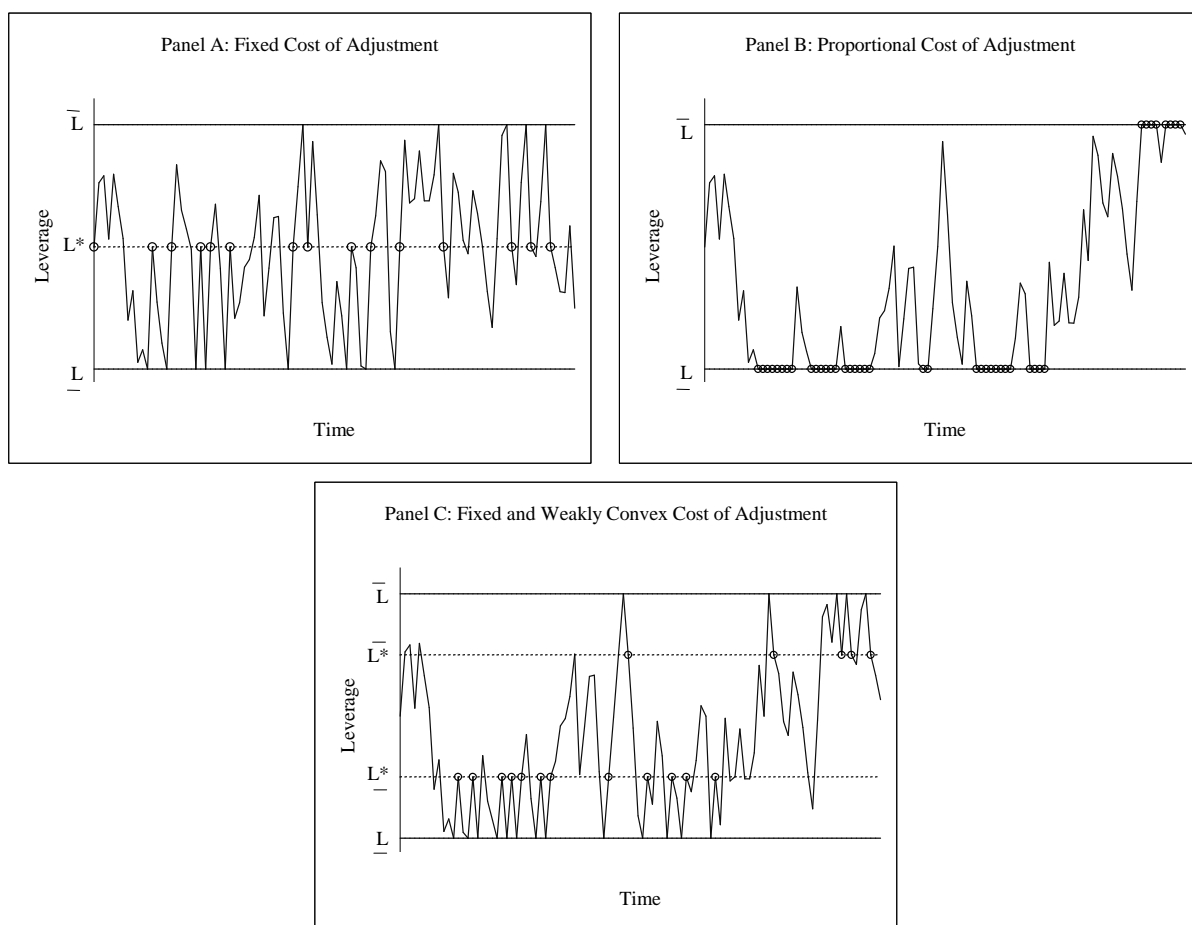 Panel A: Fixed Cost of Adjustment
L̅
L*
L̲
Leverage
Time
Panel B: Proportional Cost of Adjustment
L̅
L̲
Leverage
Time
Panel C: Fixed and Weakly Convex Cost of Adjustment
L̅
L̅*
L̲*
L̲
Leverage
Time